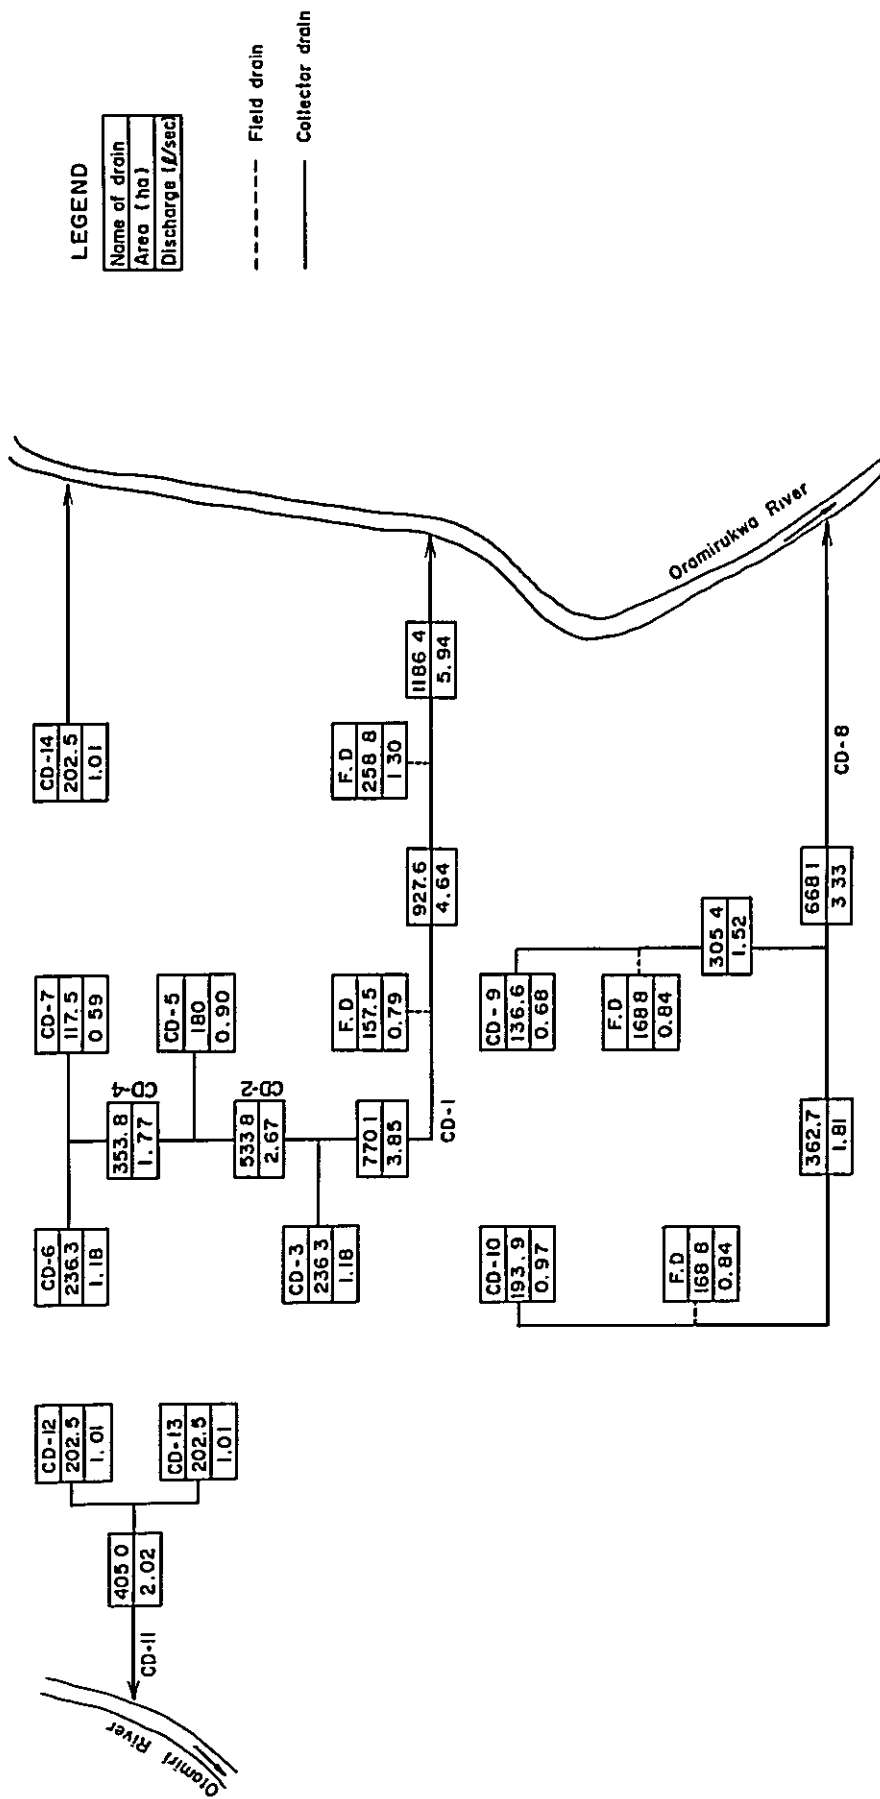 LEGEND
Name of drain
Area (ha)
Discharge (ℓ/sec)
Field drain
Collector drain
CD-12
202.5
1.01
CD-13
202.5
1.01
405 0
2.02
CD-11
Otamiri River
CD-6
236.3
1.18
CD-7
117.5
0 59
CD-4
353.8
1.77
CD-5
180
0.90
CD-2
533.8
2.67
CD-3
236 3
1.18
770.1
3.85
CD-1
F. D
157.5
0.79
927.6
4.64
F. D
258 8
1 30
1186 4
5.94
CD-14
202.5
1.01
Oramirukwa River
CD-10
193.9
0.97
F. D
168 8
0.84
362.7
1.81
CD-9
136.6
0.68
F. D
168 8
0.84
305 4
1.52
668 1
3 33
CD-8